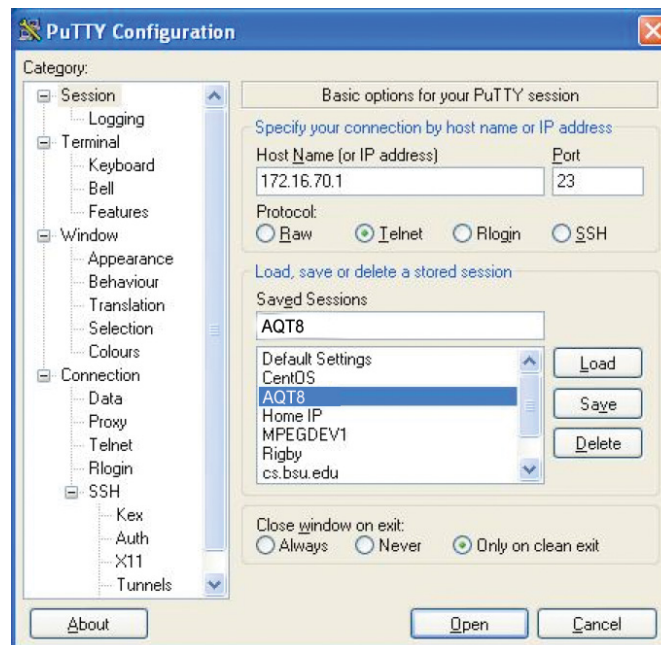 PuTTY Configuration
Category:
Session
Logging
Terminal
Keyboard
Bell
Features
Window
Appearance
Behaviour
Translation
Selection
Colours
Connection
Data
Proxy
Telnet
Rlogin
SSH
Kex
Auth
X11
Tunnels
Basic options for your PuTTY session
Specify your connection by host name or IP address
Host Name (or IP address) Port
172.16.70.1 23
Protocol:
Raw Telnet Rlogin SSH
Load, save or delete a stored session
Saved Sessions
AQT8
Default Settings
CentOS
AQT8
Home IP
MPEGDEV1
Rigby
cs.bsu.edu
Load
Save
Delete
Close window on exit:
Always Never Only on clean exit
About Open Cancel